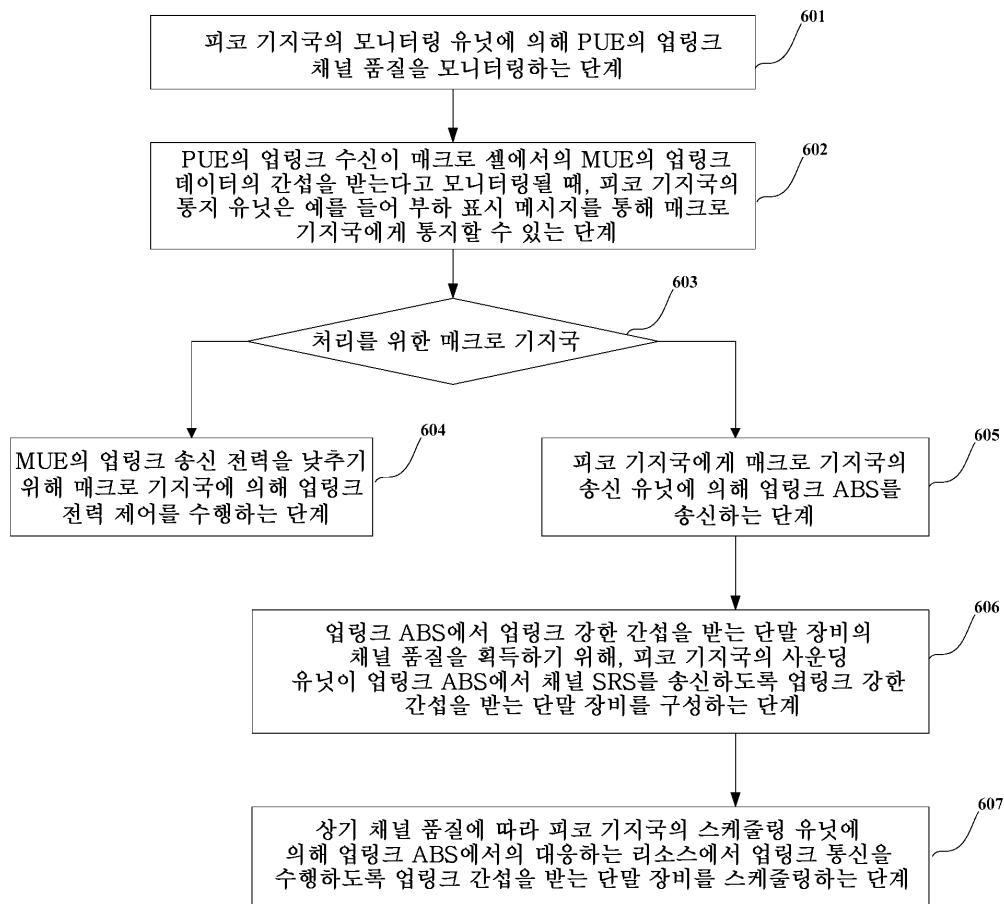 601
피코 기지국의 모니터링 유닛에 의해 PUE의 업링크
채널 품질을 모니터링하는 단계
602
PUE의 업링크 수신이 매크로 셀에서의 MUE의 업링크
데이터의 간섭을 받는다고 모니터링될 때, 피코 기지국의
통지 유닛은 예를 들어 부하 표시 메시지를 통해 매크로
기지국에게 통지할 수 있는 단계
603
처리를 위한 매크로 기지국
604
MUE의 업링크 송신 전력을 낮추기
위해 매크로 기지국에 의해 업링크
전력 제어를 수행하는 단계
605
피코 기지국에게 매크로 기지국의
송신 유닛에 의해 업링크 ABS를
송신하는 단계
606
업링크 ABS에서 업링크 강한 간섭을 받는 단말 장비의
채널 품질을 획득하기 위해, 피코 기지국의 사운딩
유닛이 업링크 ABS에서 채널 SRS를 송신하도록 업링크 강한
간섭을 받는 단말 장비를 구성하는 단계
607
상기 채널 품질에 따라 피코 기지국의 스케줄링 유닛에
의해 업링크 ABS에서의 대응하는 리소스에서 업링크 통신을
수행하도록 업링크 간섭을 받는 단말 장비를 스케줄링하는 단계